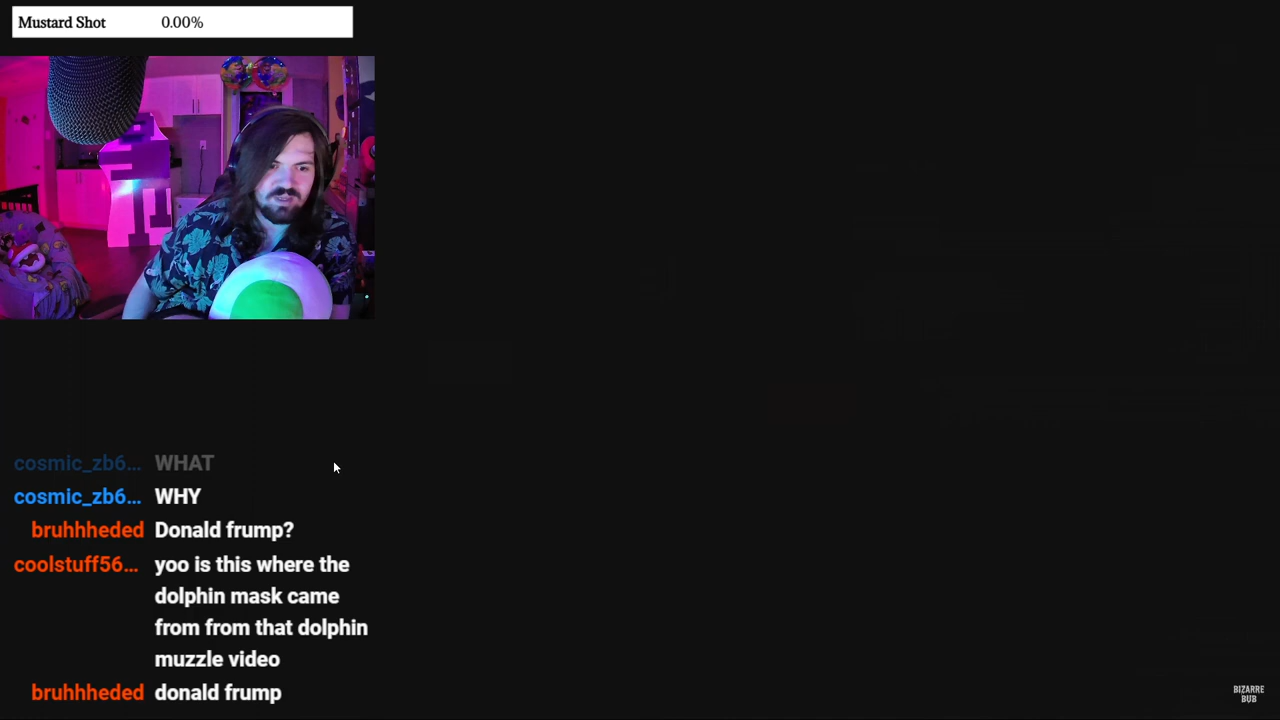 Mustard Shot 0.00%
cosmic_zb6... WHAT
cosmic_zb6... WHY
bruhhheded Donald frump?
coolstuff56... yoo is this where the
dolphin mask came
from from that dolphin
muzzle video
bruhhheded donald frump
BIZARRE
BUB